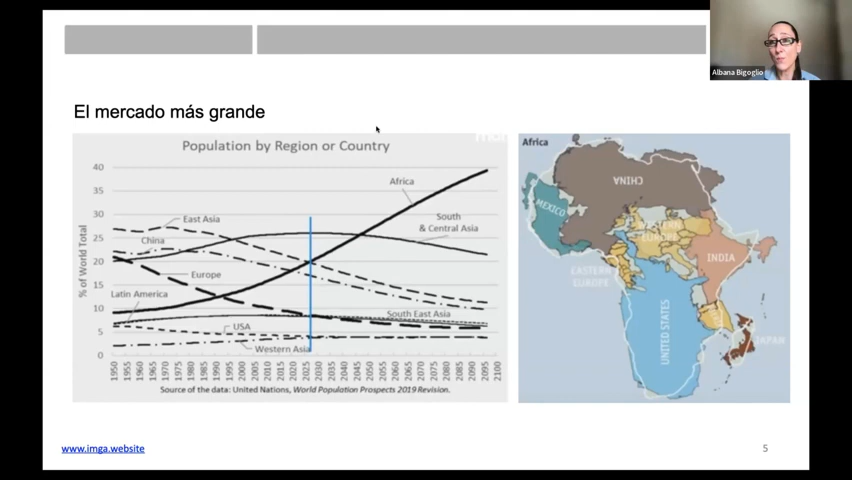 Albana Bigoglio
El mercado más grande
Population by Region or Country
% of World Total
40
35
30
25
20
15
10
5
0
Africa
South
& Central Asia
East Asia
China
Europe
Latin America
South East Asia
USA
Western Asia
1950
1955
1960
1965
1970
1975
1980
1985
1990
1995
2000
2005
2010
2015
2020
2025
2030
2035
2040
2045
2050
2055
2060
2065
2070
2075
2080
2085
2090
2095
2100
Source of the data: United Nations, World Population Prospects 2019 Revision.
Africa
CHINA
MEXICO
WESTERN
EUROPE
INDIA
EASTERN
EUROPE
UNITED STATES
JAPAN
www.imga.website
5